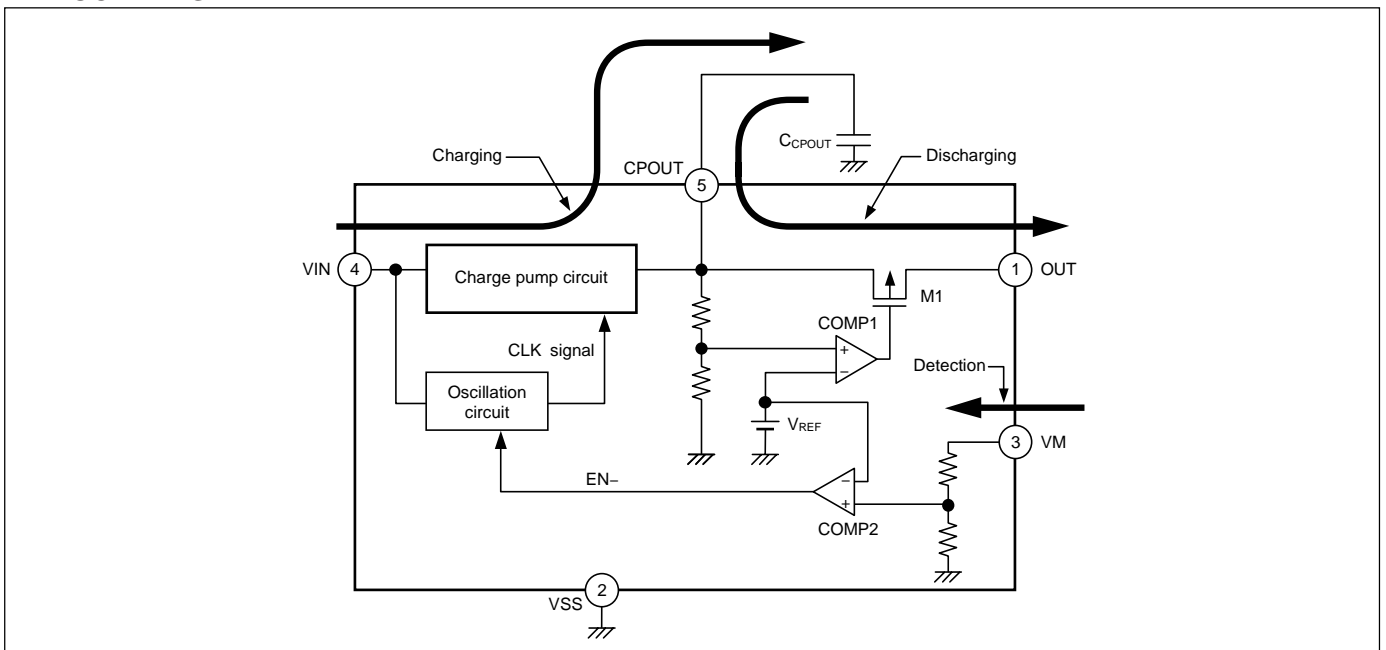 Charging
CPOUT
5
CCPOUT
Discharging
VIN
4
Charge pump circuit
1
OUT
M1
COMP1
+
−
CLK signal
Oscillation
circuit
Detection
VREF
3
VM
EN−
−
+
COMP2
2
VSS